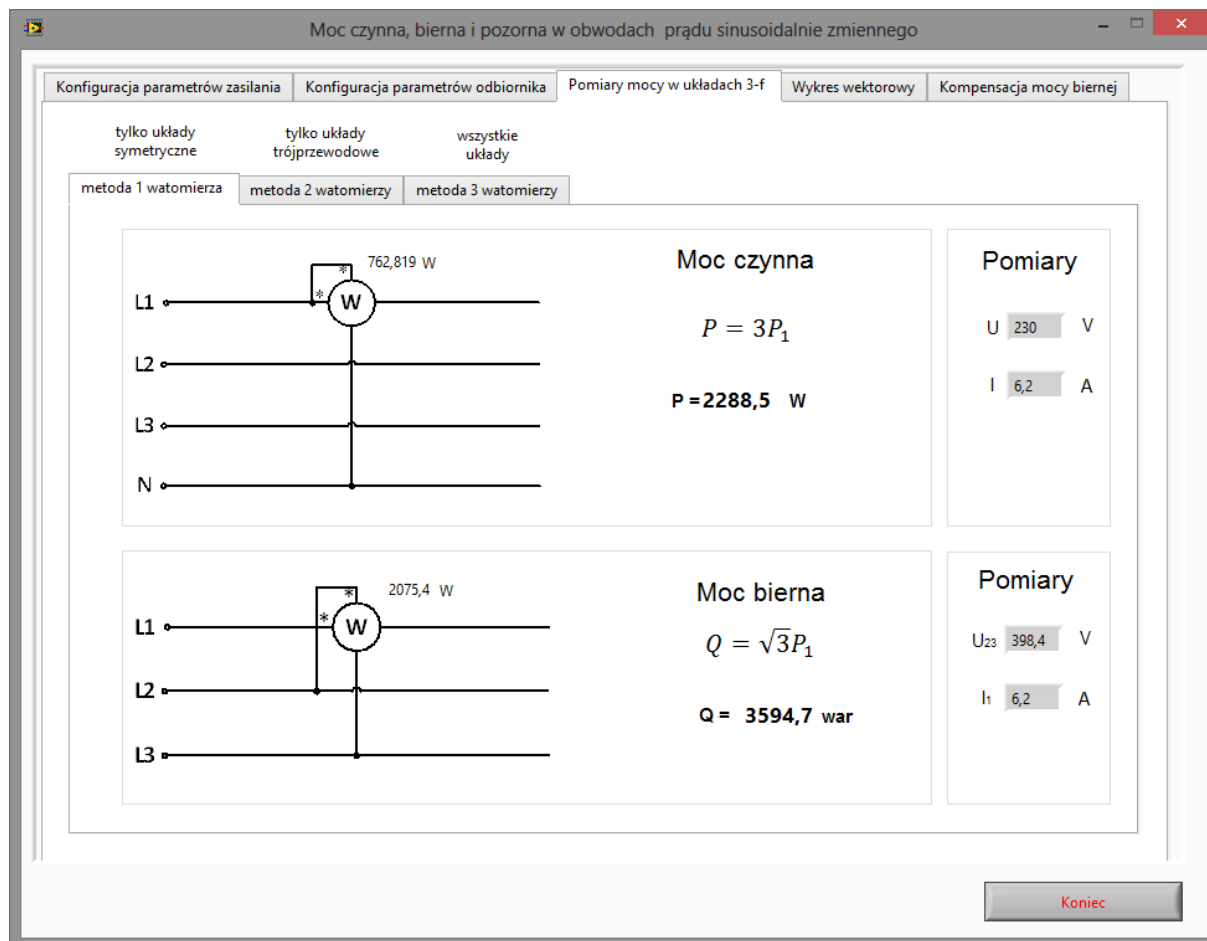 Moc czynna, bierna i pozorna w obwodach prądu sinusoidalnie zmiennego
Konfiguracja parametrów zasilania
Konfiguracja parametrów odbiornika
Pomiary mocy w układach 3-f
Wykres wektorowy
Kompensacja mocy biernej
tylko układy
symetryczne
tylko układy
trójprzewodowe
wszystkie
układy
metoda 1 watomierza
metoda 2 watomierzy
metoda 3 watomierzy
762,819 W
*
*
W
L1
L2
L3
N
Moc czynna
P = 3P₁
P =2288,5 W
Pomiary
U 230 V
I 6,2 A
2075,4 W
*
*
W
L1
L2
L3
Moc bierna
Q = √3P₁
Q = 3594,7 war
Pomiary
U₂₃ 398,4 V
I₁ 6,2 A
Koniec